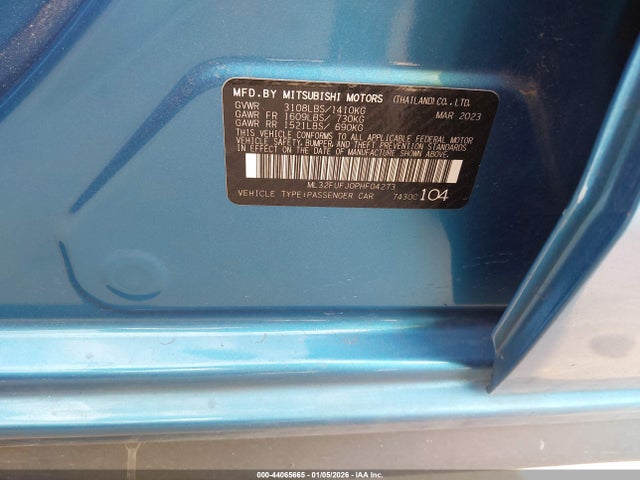 MFD.BY MITSUBISHI MOTORS (THAILAND) CO., LTD.
GVWR 3108LBS/1410KG MAR 2023
GAWR FR 1609LBS/ 730KG
GAWR RR 1521LBS/ 690KG
THIS VEHICLE CONFORMS TO ALL APPLICABLE FEDERAL MOTOR
VEHICLE SAFETY, BUMPER, AND THEFT PREVENTION STANDARDS
IN EFFECT ON THE DATE OF MANUFACTURE SHOWN ABOVE.
ML32FUFJ0PHF04273
VEHICLE TYPE:PASSENGER CAR 7430C 104
000-44065665 - 01/05/2026 - IAA Inc.